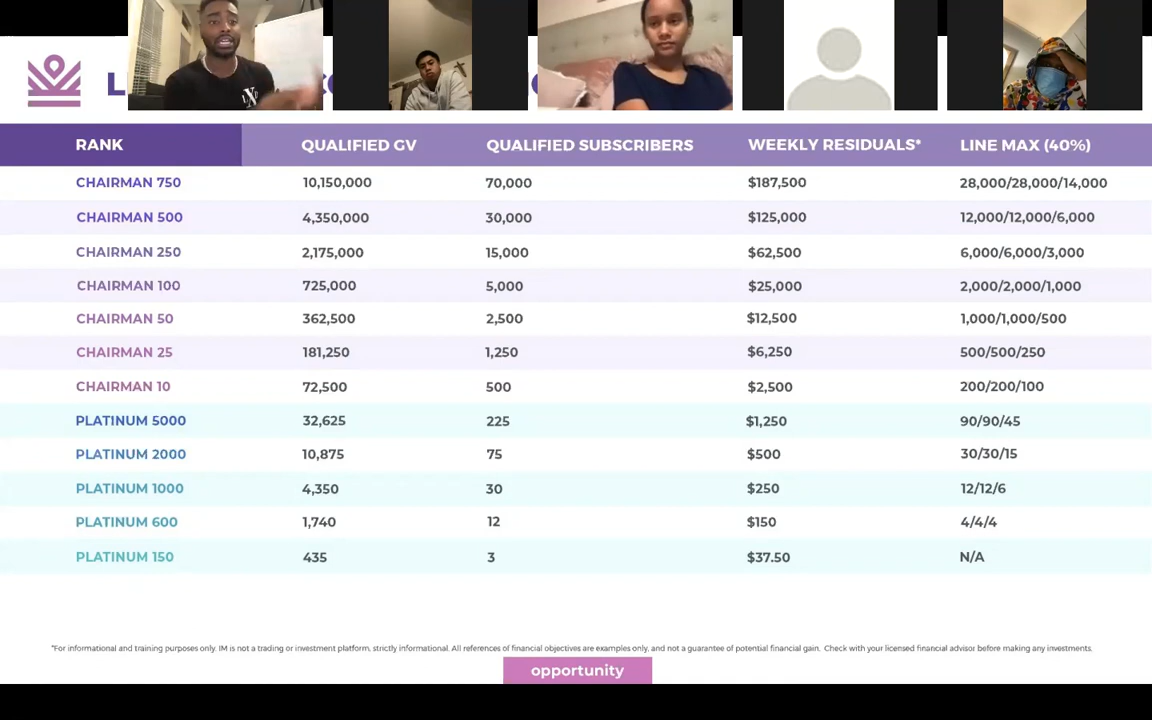 RANK QUALIFIED GV QUALIFIED SUBSCRIBERS WEEKLY RESIDUALS* LINE MAX (40%)
CHAIRMAN 750 10,150,000 70,000 $187,500 28,000/28,000/14,000
CHAIRMAN 500 4,350,000 30,000 $125,000 12,000/12,000/6,000
CHAIRMAN 250 2,175,000 15,000 $62,500 6,000/6,000/3,000
CHAIRMAN 100 725,000 5,000 $25,000 2,000/2,000/1,000
CHAIRMAN 50 362,500 2,500 $12,500 1,000/1,000/500
CHAIRMAN 25 181,250 1,250 $6,250 500/500/250
CHAIRMAN 10 72,500 500 $2,500 200/200/100
PLATINUM 5000 32,625 225 $1,250 90/90/45
PLATINUM 2000 10,875 75 $500 30/30/15
PLATINUM 1000 4,350 30 $250 12/12/6
PLATINUM 600 1,740 12 $150 4/4/4
PLATINUM 150 435 3 $37.50 N/A
*For informational and training purposes only. IM is not a trading or investment platform, strictly informational. All references of financial objectives are examples only, and not a guarantee of potential financial gain. Check with your licensed financial advisor before making any investments.
opportunity